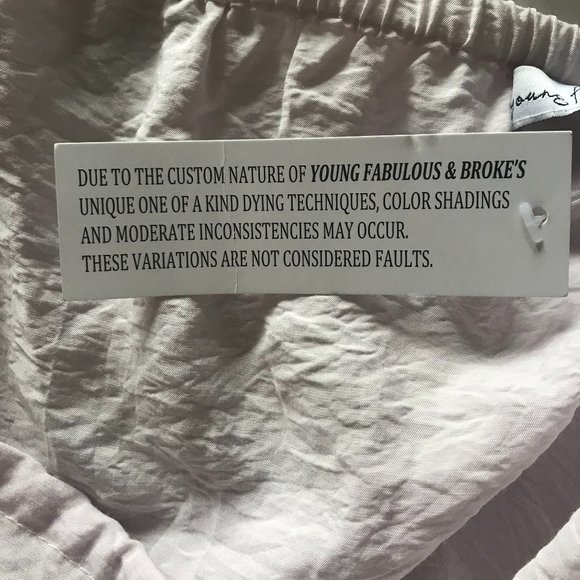 young f
DUE TO THE CUSTOM NATURE OF YOUNG FABULOUS & BROKE'S
UNIQUE ONE OF A KIND DYING TECHNIQUES, COLOR SHADINGS
AND MODERATE INCONSISTENCIES MAY OCCUR.
THESE VARIATIONS ARE NOT CONSIDERED FAULTS.